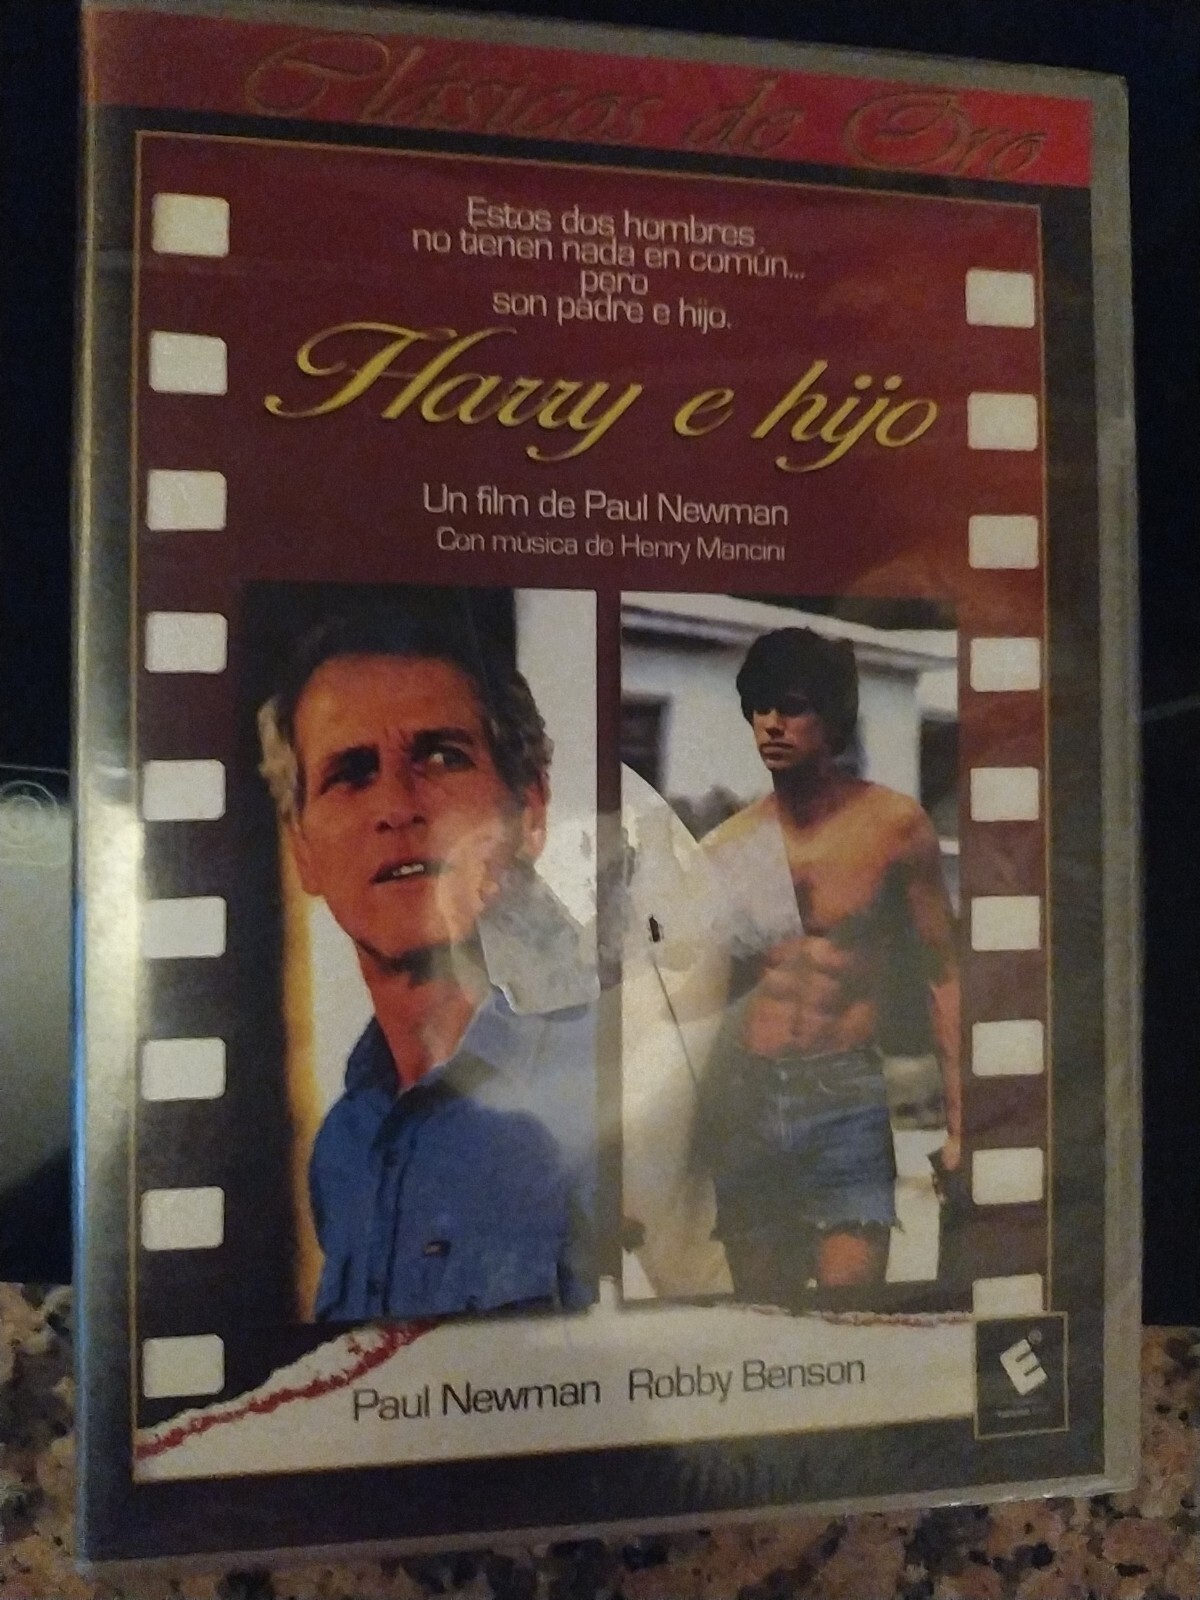 Clásicos de Oro
Estos dos hombres
no tienen nada en común...
pero
son padre e hijo.
Harry e hijo
Un film de Paul Newman
Con música de Henry Mancini
Paul Newman Robby Benson
E